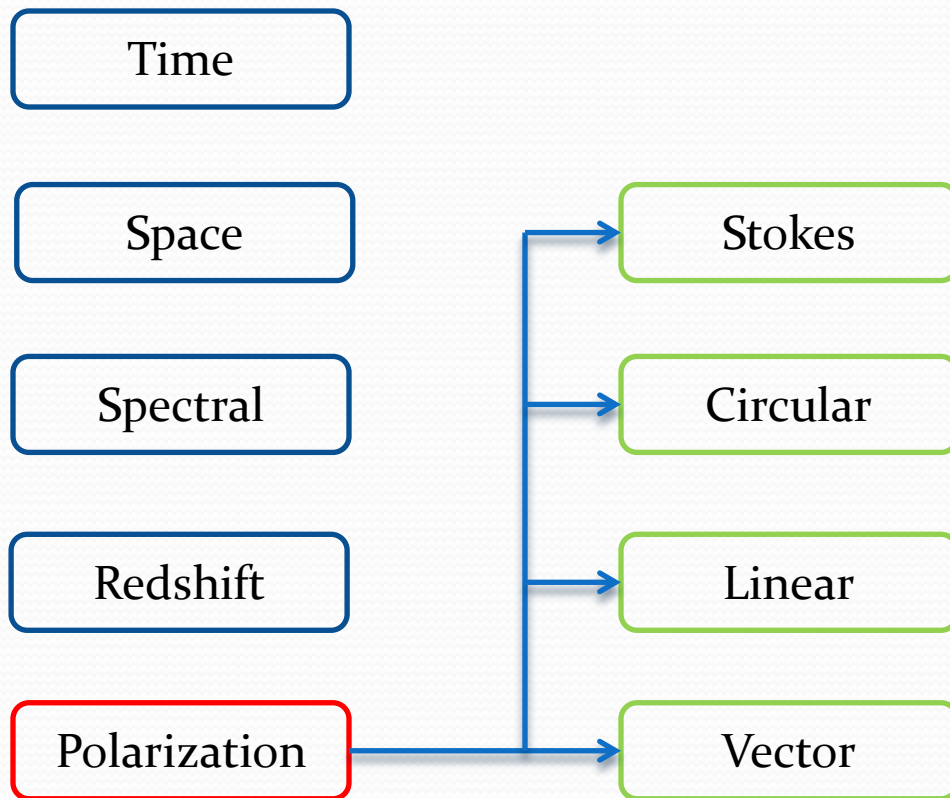 Time
Space
Spectral
Redshift
Polarization
Stokes
Circular
Linear
Vector